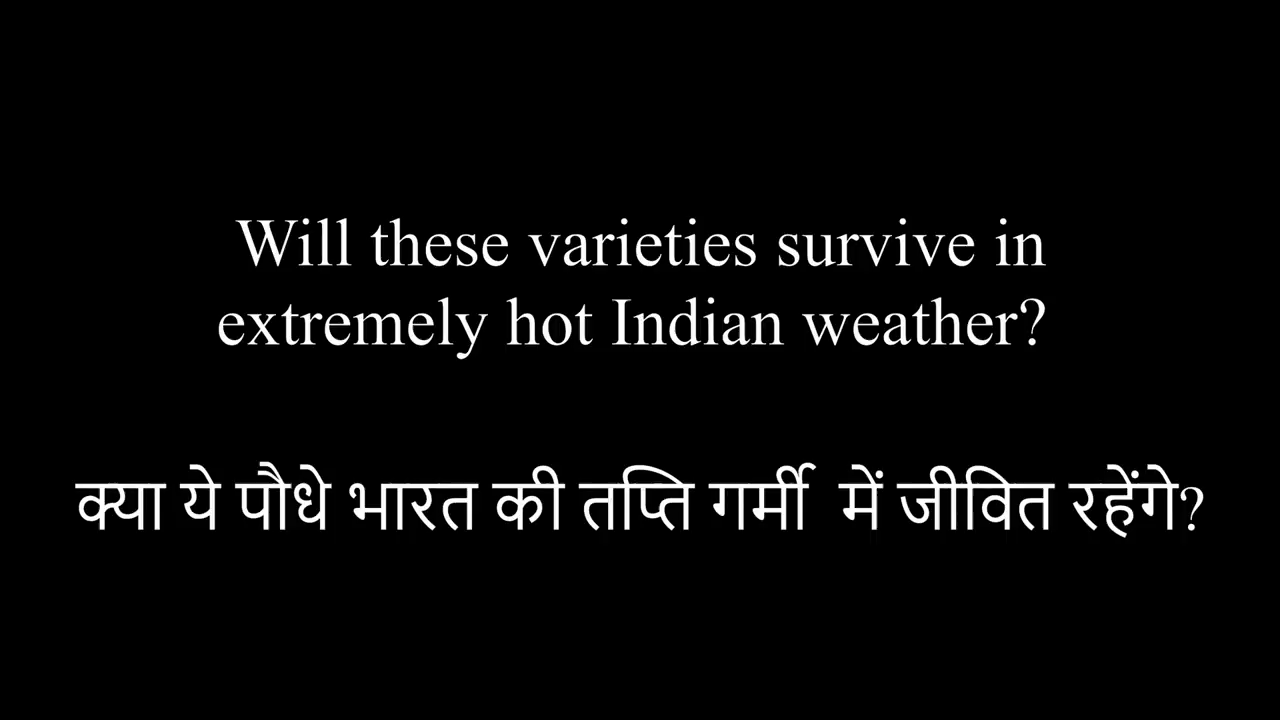 Will these varieties survive in
extremely hot Indian weather?
क्या ये पौधे भारत की तप्ति गर्मी में जीवित रहेंगे?